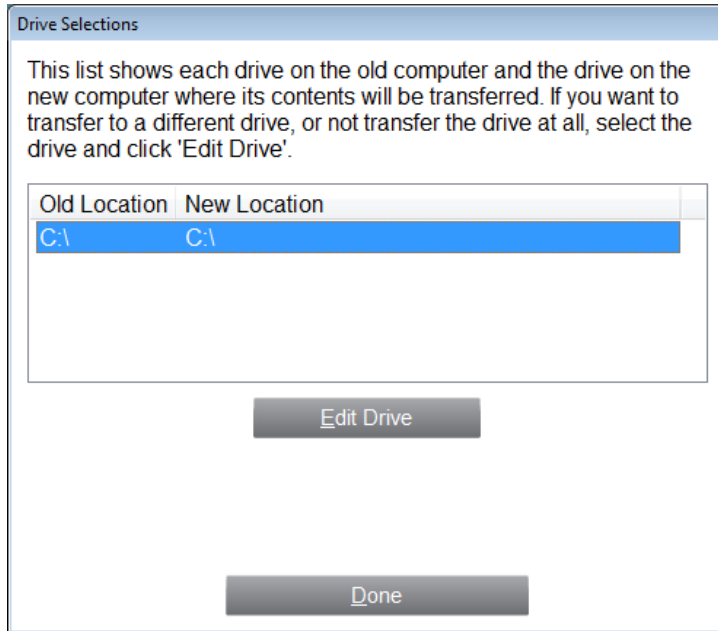 Drive Selections
This list shows each drive on the old computer and the drive on the
new computer where its contents will be transferred. If you want to
transfer to a different drive, or not transfer the drive at all, select the
drive and click 'Edit Drive'.
Old Location New Location
C:\ C:\
Edit Drive
Done